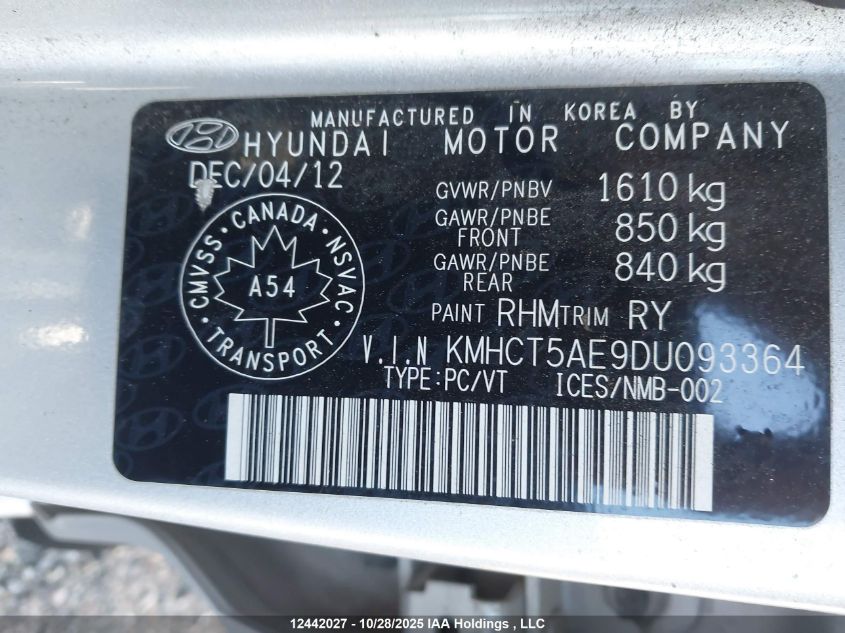 MANUFACTURED IN KOREA BY
HYUNDAI MOTOR COMPANY
DEC/04/12
GVWR/PNBV 1610 kg
GAWR/PNBE FRONT 850 kg
GAWR/PNBE REAR 840 kg
CANADA · NSVAC · TRANSPORT · CMVSS
A54
PAINT RHM TRIM RY
V.I.N KMHCT5AE9DU093364
TYPE:PC/VT ICES/NMB-002
12442027 - 10/28/2025 IAA Holdings , LLC